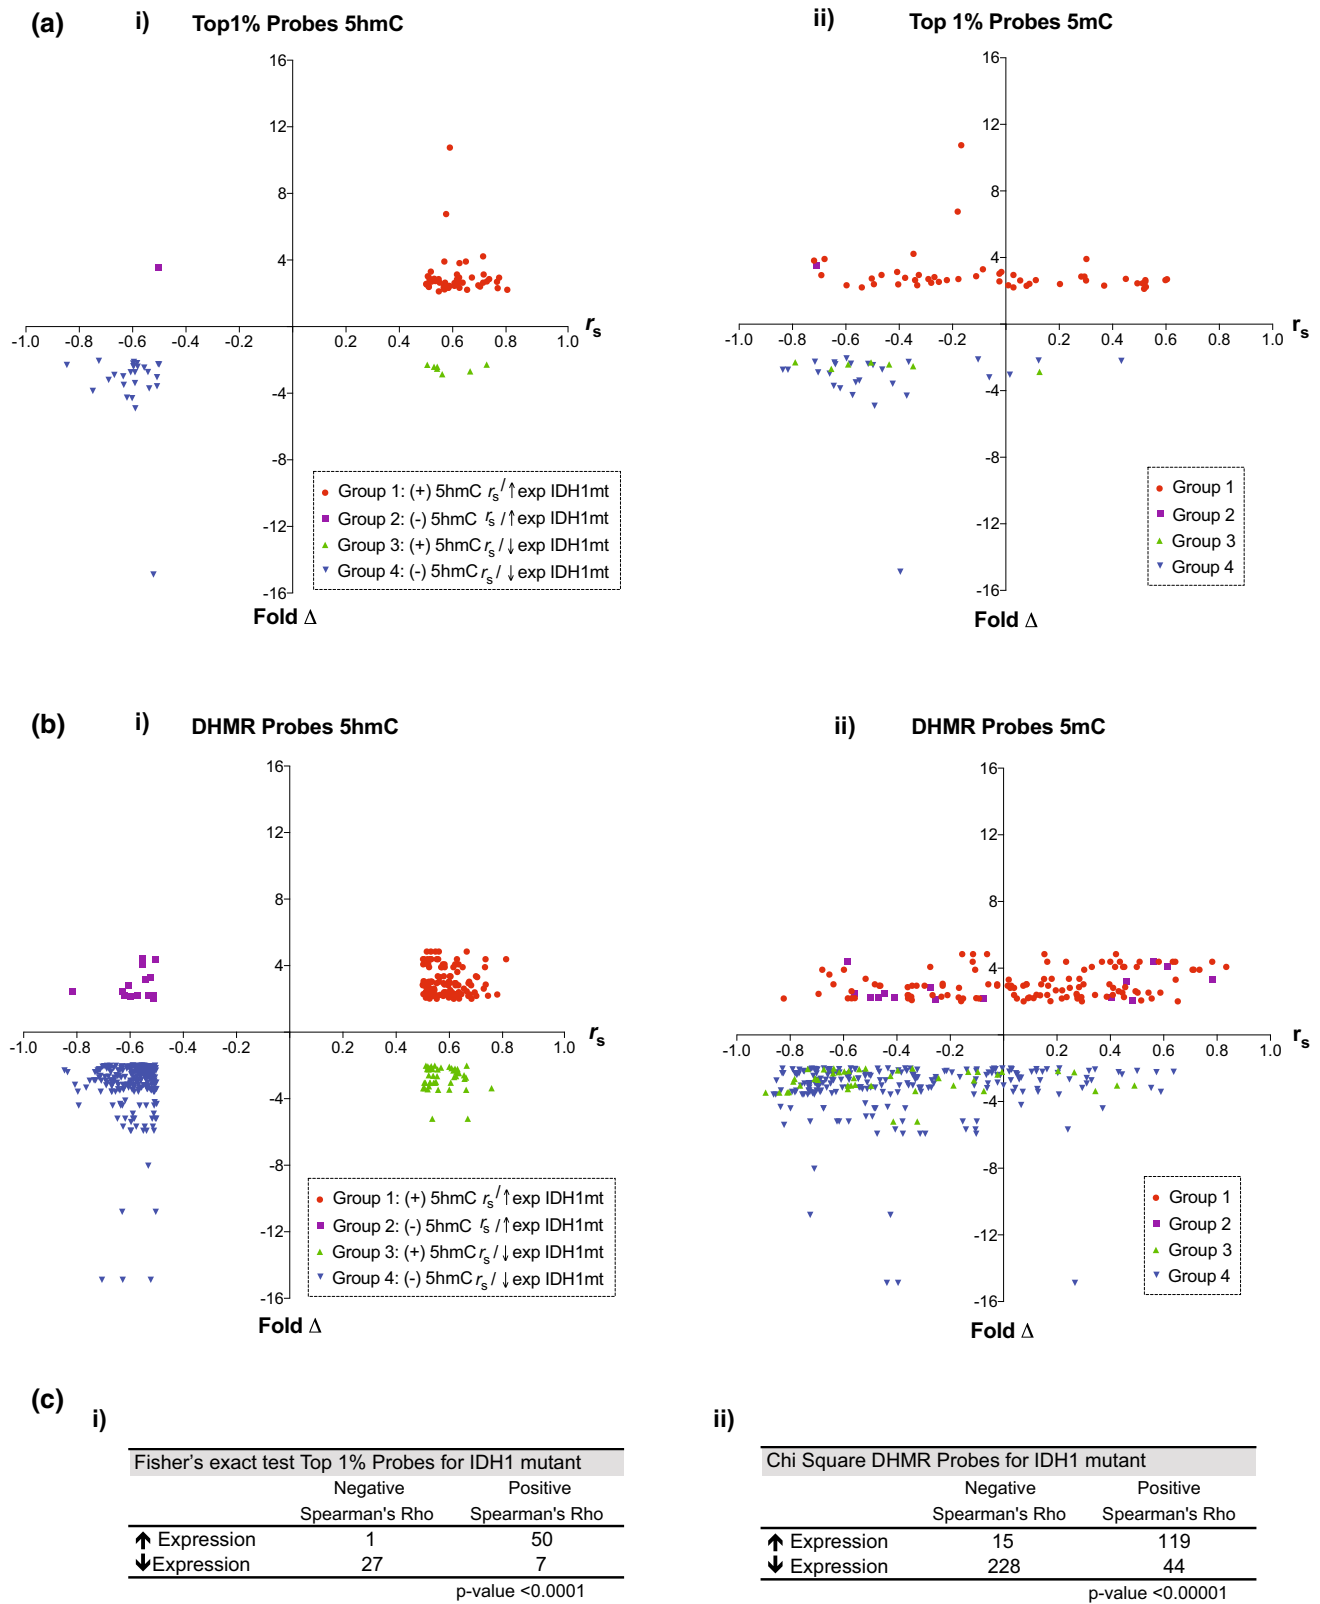 (a)
i)
Top1% Probes 5hmC
16
12
8
4
-4
-8
-12
-16
-1.0 -0.8 -0.6 -0.4 -0.2 0.2 0.4 0.6 0.8 1.0
rs
Fold Δ
Group 1: (+) 5hmC rs/↑exp IDH1mt
Group 2: (-) 5hmC rs/↑exp IDH1mt
Group 3: (+) 5hmC rs/↓exp IDH1mt
Group 4: (-) 5hmC rs/↓exp IDH1mt
ii)
Top 1% Probes 5mC
16
12
8
4
-4
-8
-12
-16
-1.0 -0.8 -0.6 -0.4 -0.2 0.2 0.4 0.6 0.8 1.0
rs
Fold Δ
Group 1
Group 2
Group 3
Group 4
(b)
i)
DHMR Probes 5hmC
16
12
8
4
-4
-8
-12
-16
-1.0 -0.8 -0.6 -0.4 -0.2 0.2 0.4 0.6 0.8 1.0
rs
Fold Δ
Group 1: (+) 5hmC rs/↑exp IDH1mt
Group 2: (-) 5hmC rs/↑exp IDH1mt
Group 3: (+) 5hmC rs/↓exp IDH1mt
Group 4: (-) 5hmC rs/↓exp IDH1mt
ii)
DHMR Probes 5mC
16
12
8
4
-4
-8
-12
-16
-1.0 -0.8 -0.6 -0.4 -0.2 0.2 0.4 0.6 0.8 1.0
rs
Fold Δ
Group 1
Group 2
Group 3
Group 4
(c)
i)
Fisher's exact test Top 1% Probes for IDH1 mutant
Negative Positive
Spearman's Rho Spearman's Rho
↑ Expression 1 50
↓Expression 27 7
p-value <0.0001
ii)
Chi Square DHMR Probes for IDH1 mutant
Negative Positive
Spearman's Rho Spearman's Rho
↑ Expression 15 119
↓ Expression 228 44
p-value <0.00001